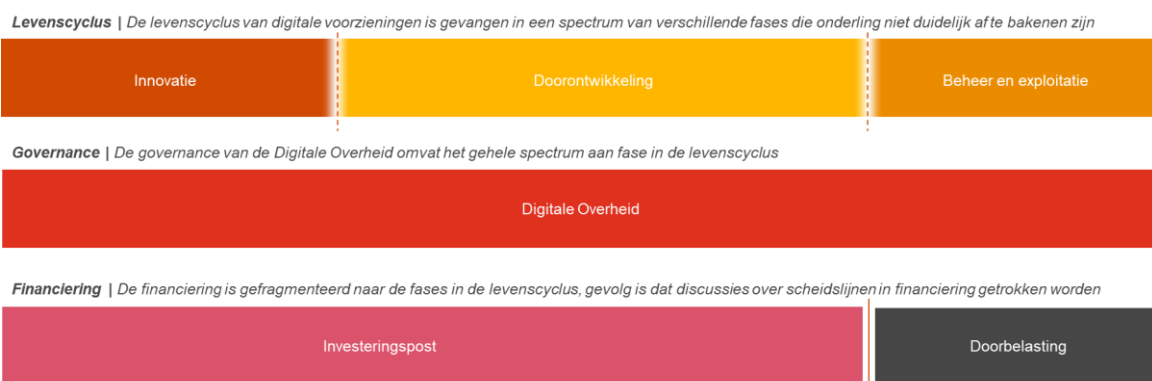 Levenscyclus | De levenscyclus van digitale voorzieningen is gevangen in een spectrum van verschillende fases die onderling niet duidelijk af te bakenen zijn
Innovatie Doorontwikkeling Beheer en exploitatie
Governance | De governance van de Digitale Overheid omvat het gehele spectrum aan fase in de levenscyclus
Digitale Overheid
Financiering | De financiering is gefragmenteerd naar de fases in de levenscyclus, gevolg is dat discussies over scheidslijnen in financiering getrokken worden
Investeringspost Doorbelasting